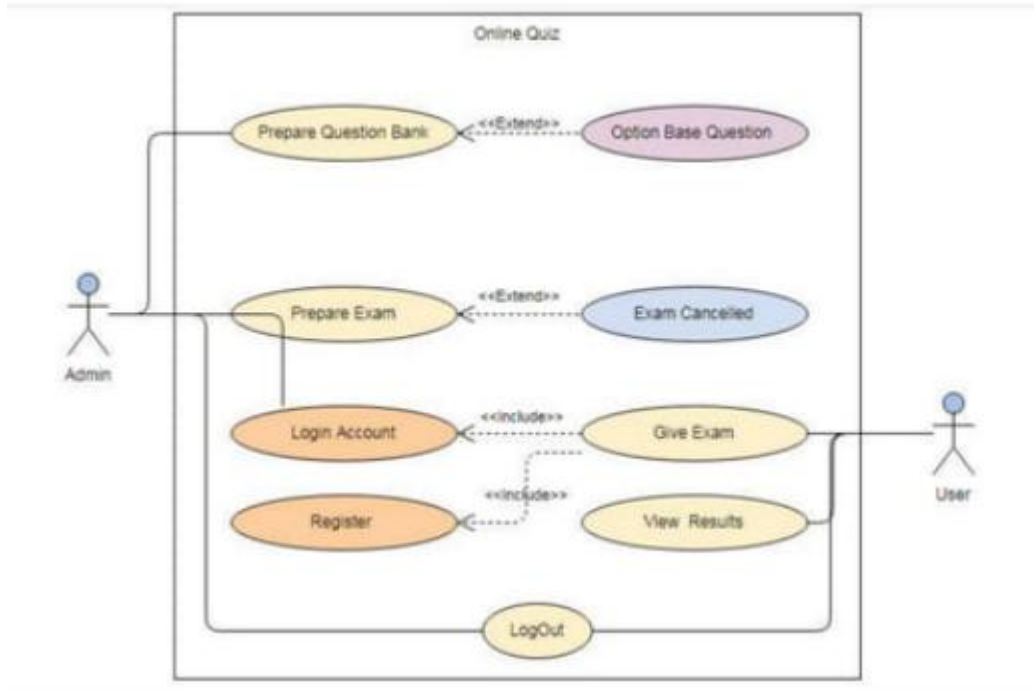 Online Quiz
Prepare Question Bank
<<Extend>>
Option Base Question
Prepare Exam
<<Extend>>
Exam Cancelled
Admin
Login Account
<<Include>>
Give Exam
Register
<<Include>>
View Results
User
LogOut